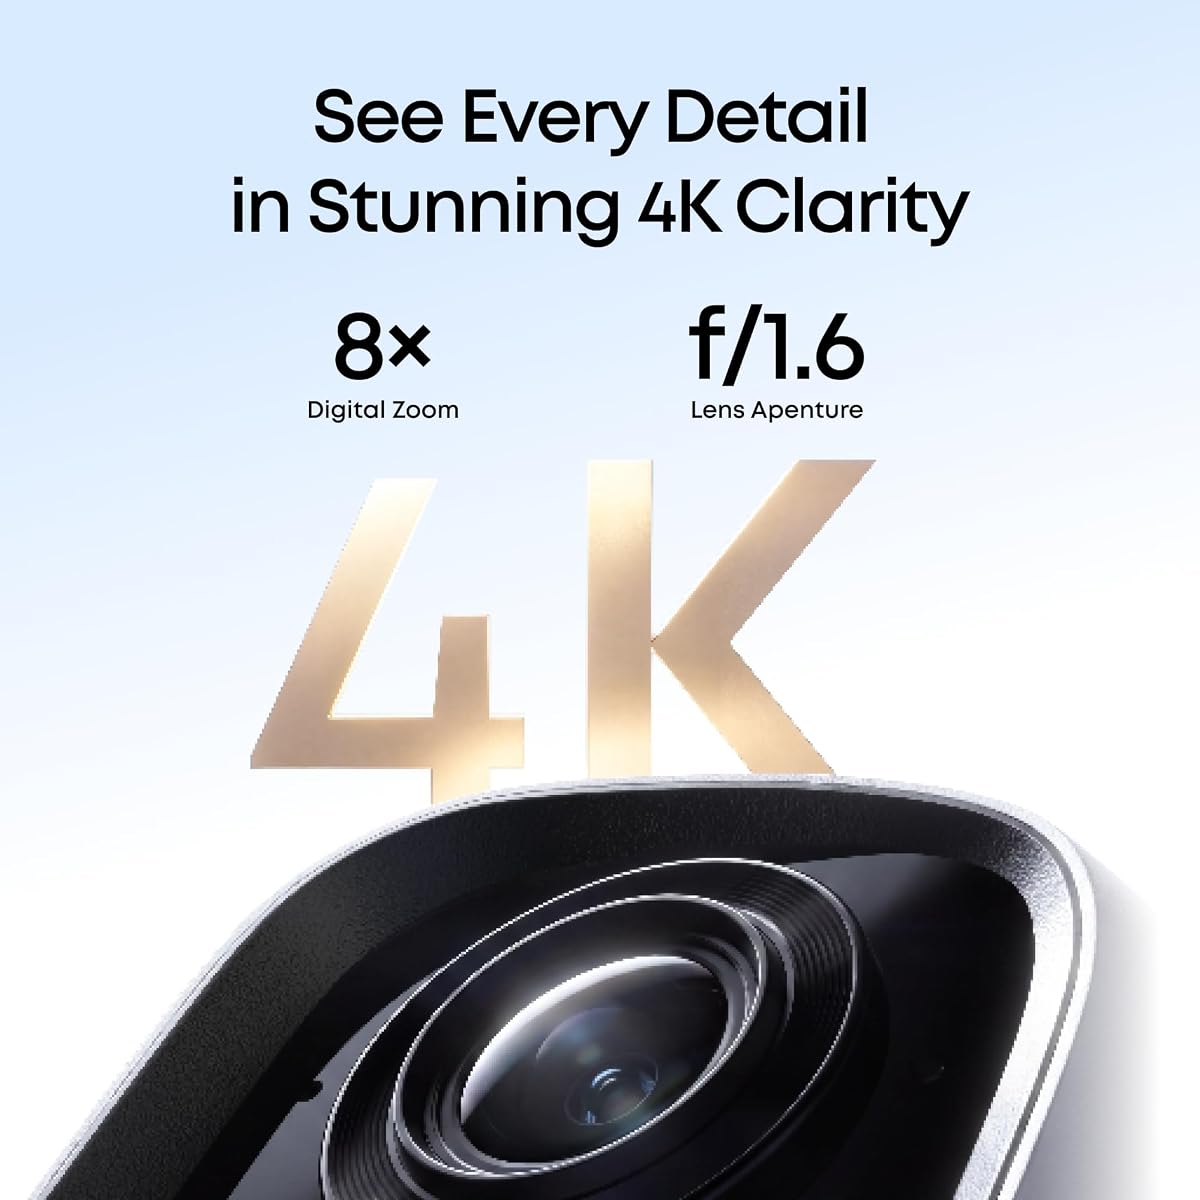 See Every Detail
in Stunning 4K Clarity
8×
Digital Zoom
f/1.6
Lens Apenture
4K